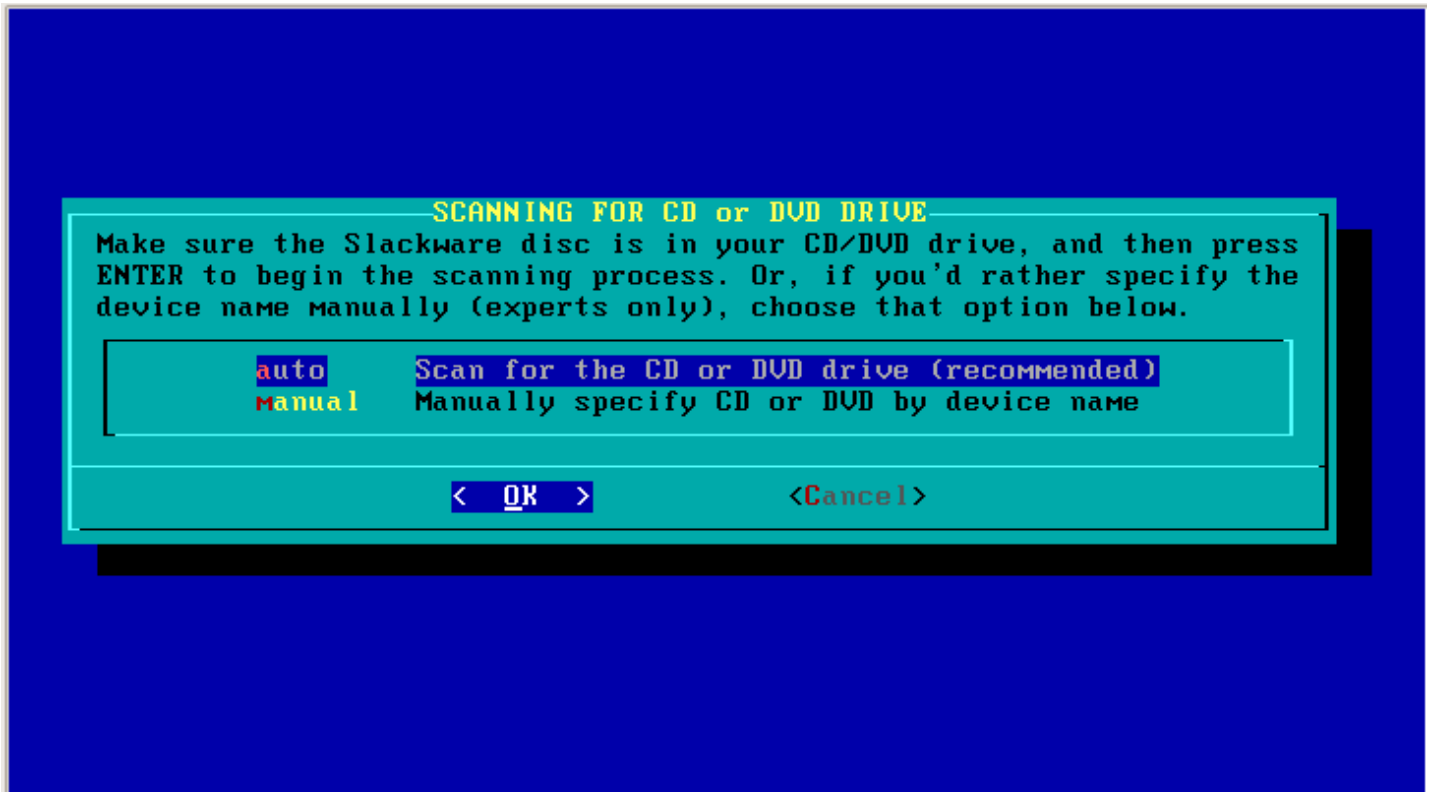 SCANNING FOR CD or DVD DRIVE
Make sure the Slackware disc is in your CD/DVD drive, and then press
ENTER to begin the scanning process. Or, if you'd rather specify the
device name manually (experts only), choose that option below.
auto Scan for the CD or DVD drive (recommended)
manual Manually specify CD or DVD by device name
< OK > <Cancel>